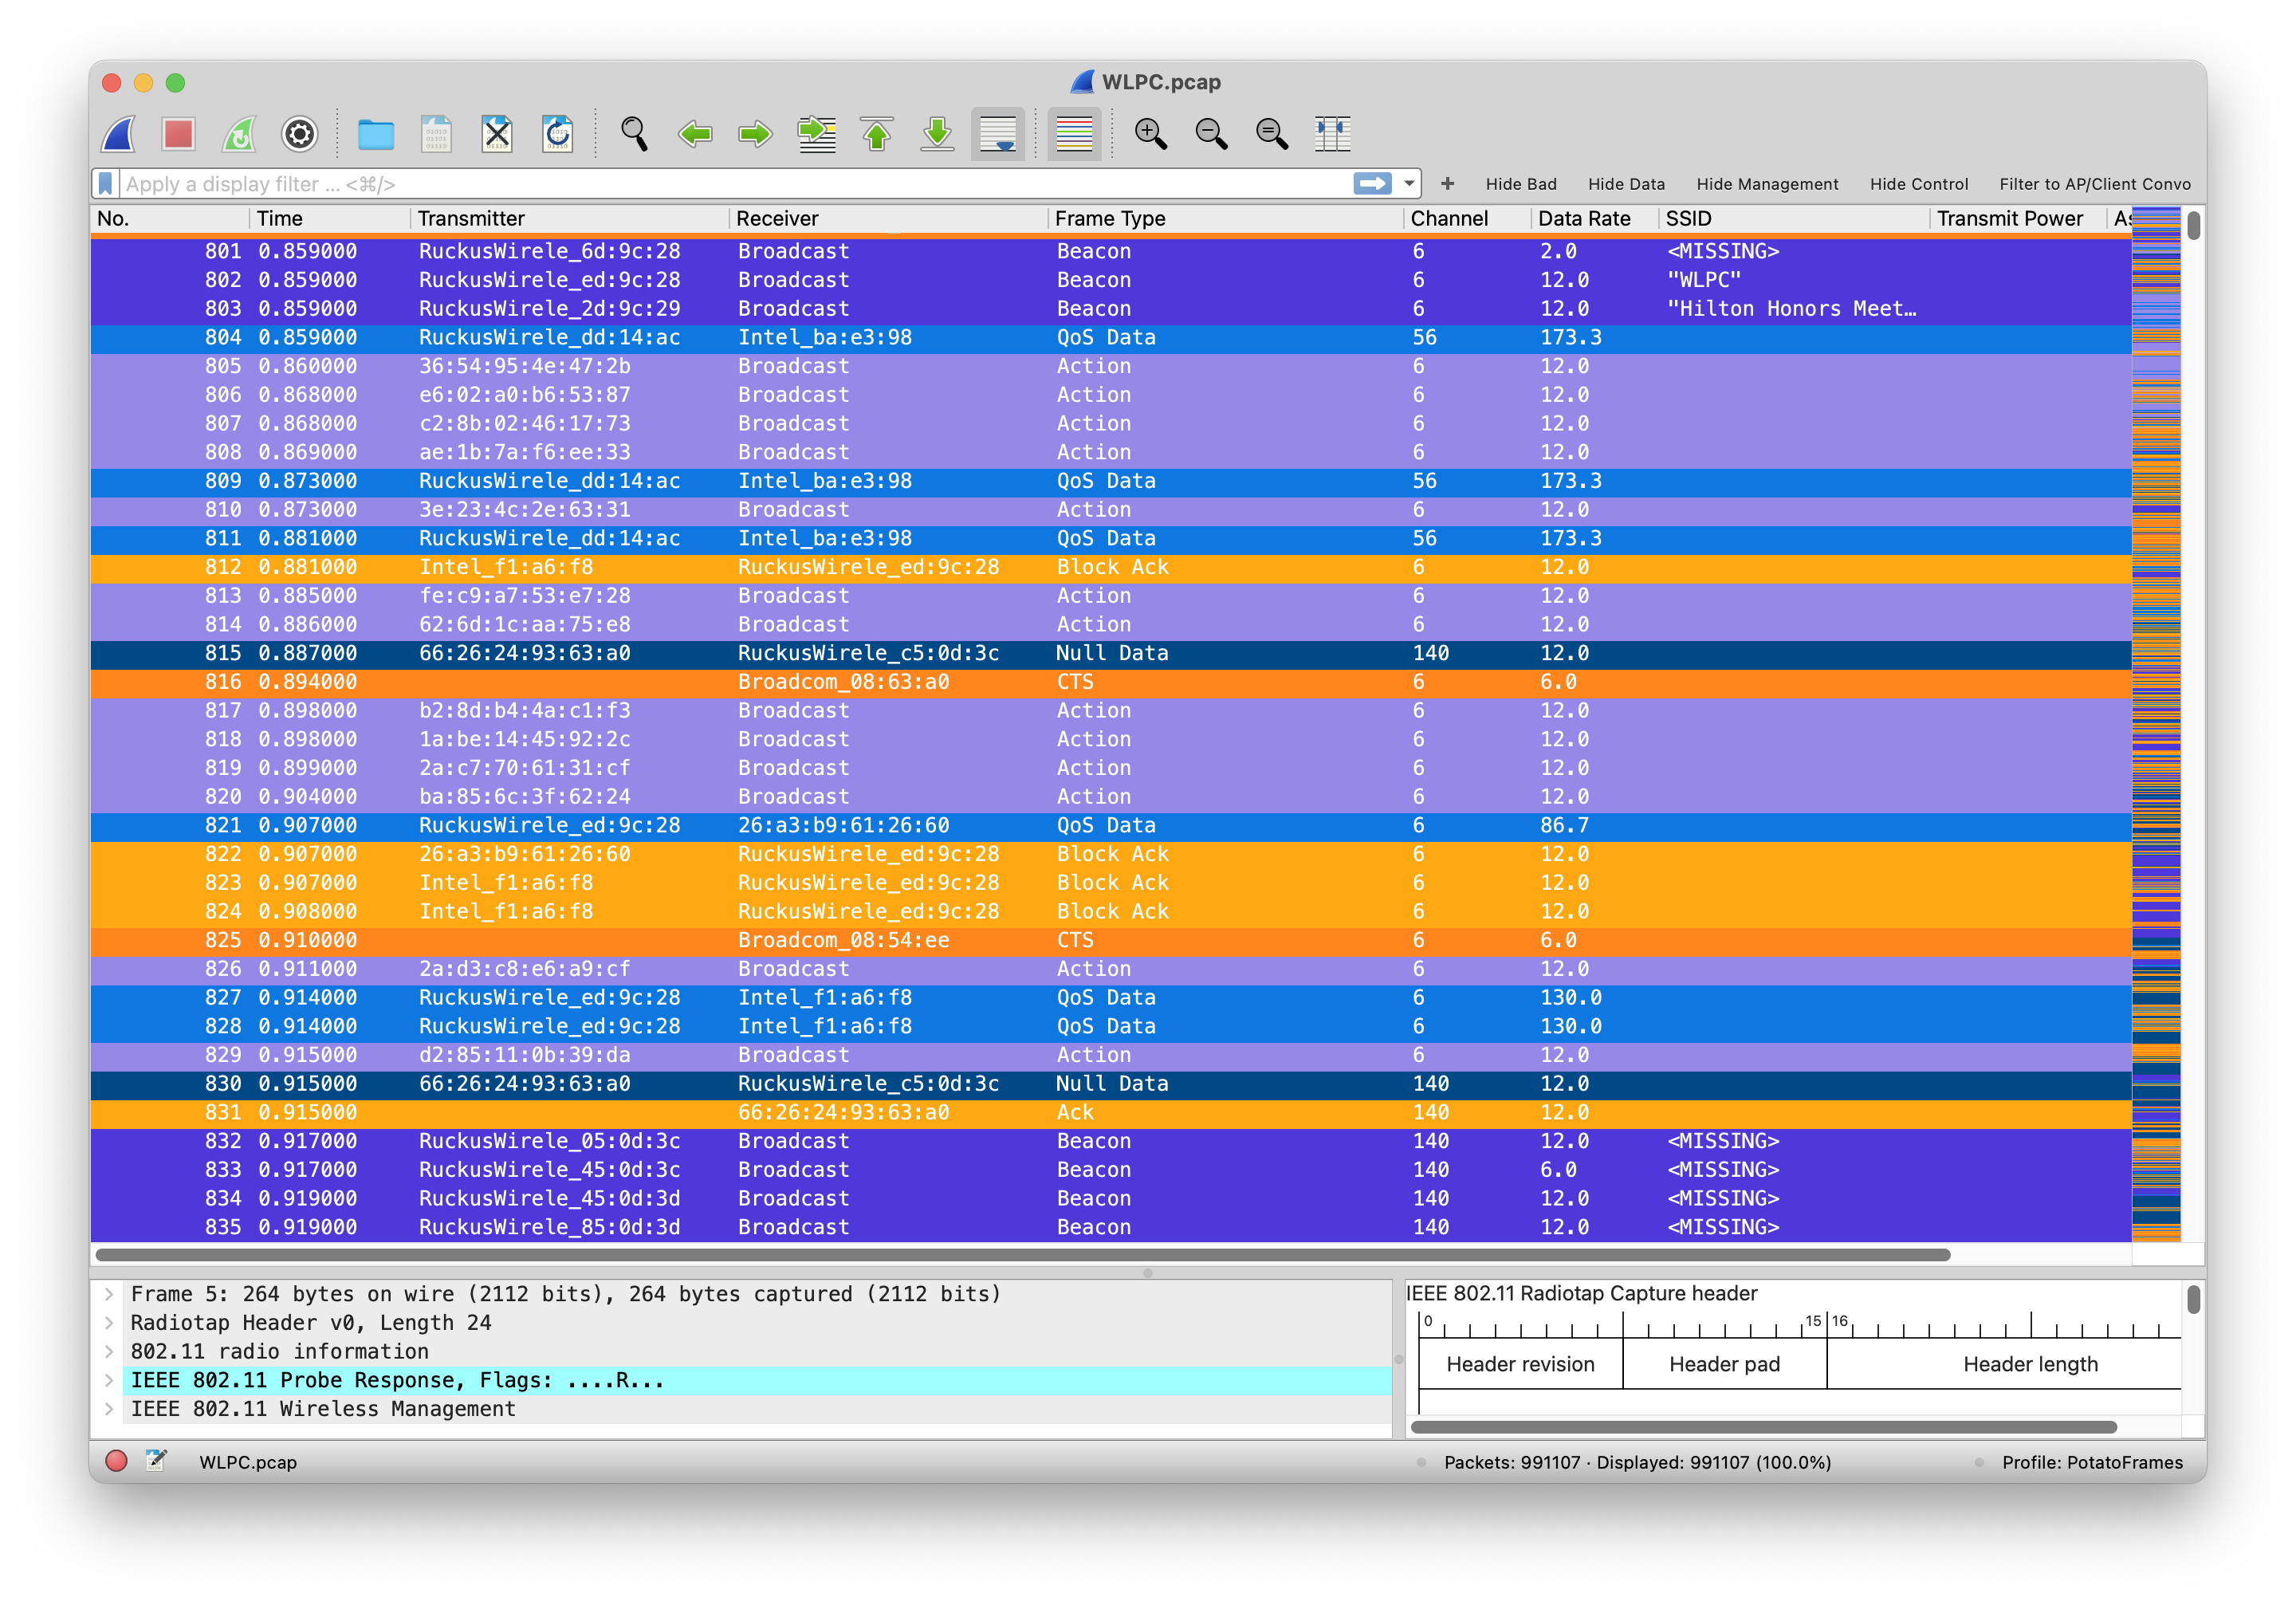 WLPC.pcap
Apply a display filter ... <⌘/>
+ Hide Bad Hide Data Hide Management Hide Control Filter to AP/Client Convo
No. Time Transmitter Receiver Frame Type Channel Data Rate SSID Transmit Power
801 0.859000 RuckusWirele_6d:9c:28 Broadcast Beacon 6 2.0 <MISSING>
802 0.859000 RuckusWirele_ed:9c:28 Broadcast Beacon 6 12.0 "WLPC"
803 0.859000 RuckusWirele_2d:9c:29 Broadcast Beacon 6 12.0 "Hilton Honors Meet…
804 0.859000 RuckusWirele_dd:14:ac Intel_ba:e3:98 QoS Data 56 173.3
805 0.860000 36:54:95:4e:47:2b Broadcast Action 6 12.0
806 0.868000 e6:02:a0:b6:53:87 Broadcast Action 6 12.0
807 0.868000 c2:8b:02:46:17:73 Broadcast Action 6 12.0
808 0.869000 ae:1b:7a:f6:ee:33 Broadcast Action 6 12.0
809 0.873000 RuckusWirele_dd:14:ac Intel_ba:e3:98 QoS Data 56 173.3
810 0.873000 3e:23:4c:2e:63:31 Broadcast Action 6 12.0
811 0.881000 RuckusWirele_dd:14:ac Intel_ba:e3:98 QoS Data 56 173.3
812 0.881000 Intel_f1:a6:f8 RuckusWirele_ed:9c:28 Block Ack 6 12.0
813 0.885000 fe:c9:a7:53:e7:28 Broadcast Action 6 12.0
814 0.886000 62:6d:1c:aa:75:e8 Broadcast Action 6 12.0
815 0.887000 66:26:24:93:63:a0 RuckusWirele_c5:0d:3c Null Data 140 12.0
816 0.894000 Broadcom_08:63:a0 CTS 6 6.0
817 0.898000 b2:8d:b4:4a:c1:f3 Broadcast Action 6 12.0
818 0.898000 1a:be:14:45:92:2c Broadcast Action 6 12.0
819 0.899000 2a:c7:70:61:31:cf Broadcast Action 6 12.0
820 0.904000 ba:85:6c:3f:62:24 Broadcast Action 6 12.0
821 0.907000 RuckusWirele_ed:9c:28 26:a3:b9:61:26:60 QoS Data 6 86.7
822 0.907000 26:a3:b9:61:26:60 RuckusWirele_ed:9c:28 Block Ack 6 12.0
823 0.907000 Intel_f1:a6:f8 RuckusWirele_ed:9c:28 Block Ack 6 12.0
824 0.908000 Intel_f1:a6:f8 RuckusWirele_ed:9c:28 Block Ack 6 12.0
825 0.910000 Broadcom_08:54:ee CTS 6 6.0
826 0.911000 2a:d3:c8:e6:a9:cf Broadcast Action 6 12.0
827 0.914000 RuckusWirele_ed:9c:28 Intel_f1:a6:f8 QoS Data 6 130.0
828 0.914000 RuckusWirele_ed:9c:28 Intel_f1:a6:f8 QoS Data 6 130.0
829 0.915000 d2:85:11:0b:39:da Broadcast Action 6 12.0
830 0.915000 66:26:24:93:63:a0 RuckusWirele_c5:0d:3c Null Data 140 12.0
831 0.915000 66:26:24:93:63:a0 Ack 140 12.0
832 0.917000 RuckusWirele_05:0d:3c Broadcast Beacon 140 12.0 <MISSING>
833 0.917000 RuckusWirele_45:0d:3c Broadcast Beacon 140 6.0 <MISSING>
834 0.919000 RuckusWirele_45:0d:3d Broadcast Beacon 140 12.0 <MISSING>
835 0.919000 RuckusWirele_85:0d:3d Broadcast Beacon 140 12.0 <MISSING>
Frame 5: 264 bytes on wire (2112 bits), 264 bytes captured (2112 bits)
Radiotap Header v0, Length 24
802.11 radio information
IEEE 802.11 Probe Response, Flags: ....R...
IEEE 802.11 Wireless Management
IEEE 802.11 Radiotap Capture header
0 15 16
Header revision Header pad Header length
WLPC.pcap Packets: 991107 · Displayed: 991107 (100.0%) Profile: PotatoFrames